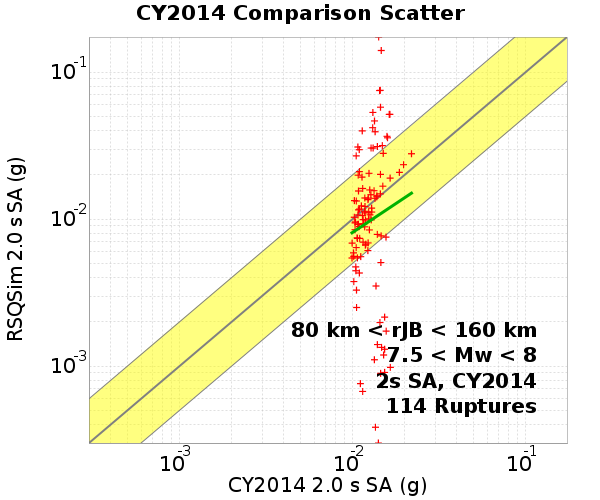 CY2014 Comparison Scatter
RSQSim 2.0 s SA (g)
10-1
10-2
10-3
80 km < rJB < 160 km
7.5 < Mw < 8
2s SA, CY2014
114 Ruptures
10-3 10-2 10-1
CY2014 2.0 s SA (g)